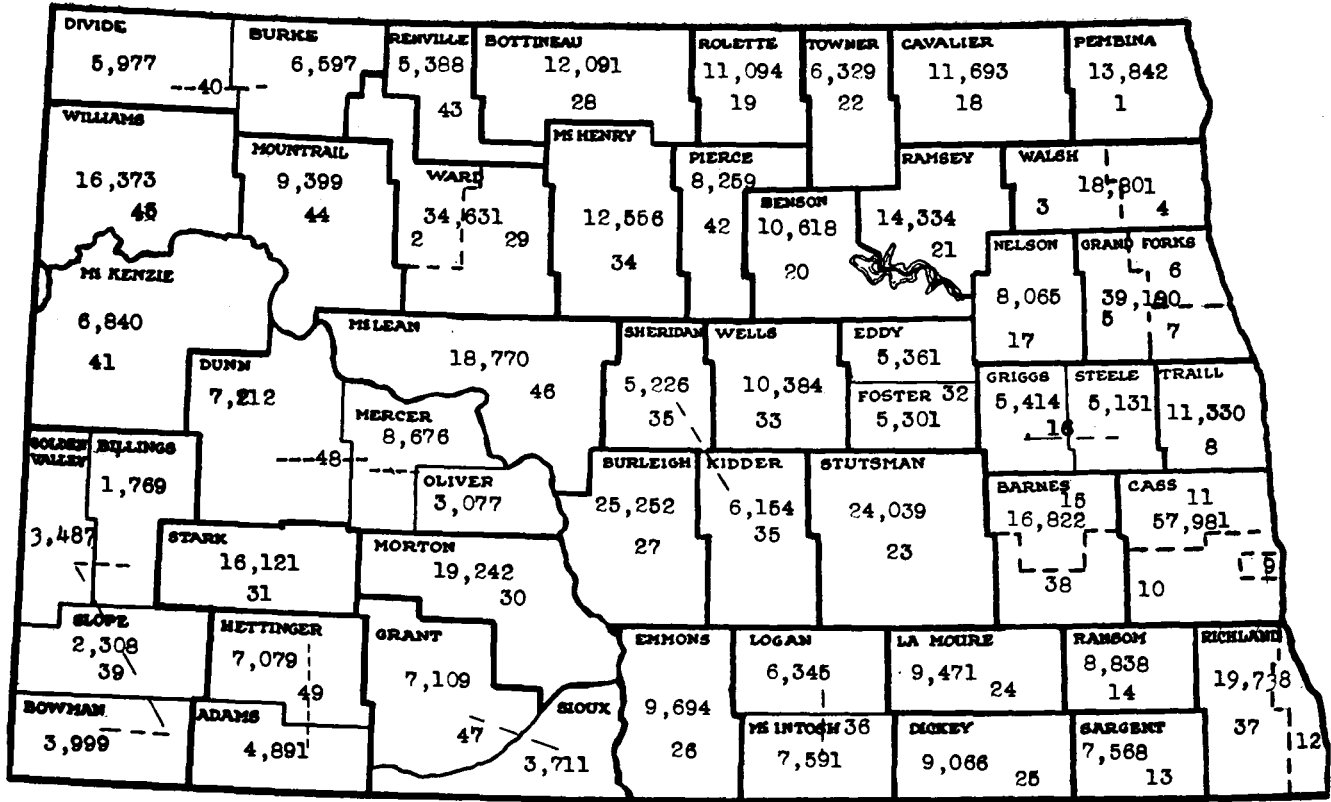 DIVIDE
5,977
BURKE
6,597
40
RENVILLE
5,388
43
BOTTINEAU
12,091
28
ROLETTE
11,094
19
TOWNER
6,329
22
CAVALIER
11,693
18
PEMBINA
13,842
1
WILLIAMS
16,373
45
MOUNTRAIL
9,399
44
WARD
34,631
2
29
McHENRY
12,556
34
PIERCE
8,259
42
BENSON
10,618
20
RAMSEY
14,334
21
WALSH
18,801
3
4
NELSON
8,065
17
GRAND FORKS
6
5
7
McKENZIE
6,840
41
DUNN
7,212
McLEAN
18,770
46
MERCER
8,676
48
OLIVER
3,077
SHERIDAN
5,226
35
WELLS
10,384
33
EDDY
5,361
FOSTER 32
5,301
GRIGGS
5,414
STEELE
5,131
16
TRAILL
11,330
8
GOLDEN
VALLEY
3,487
BILLINGS
1,769
STARK
16,121
31
MORTON
19,242
30
BURLEIGH
25,252
27
KIDDER
6,154
35
STUTSMAN
24,039
23
BARNES
15
16,822
38
CASS
11
57,981
9
10
SLOPE
2,308
39
HETTINGER
7,079
49
GRANT
7,109
47
SIOUX
3,711
BOWMAN
3,999
ADAMS
4,891
EMMONS
9,694
26
LOGAN
6,345
McINTOSH 36
7,591
LA MOURE
9,471
24
DICKEY
9,066
25
RANSOM
8,838
14
SARGENT
7,568
13
RICHLAND
19,738
37
12